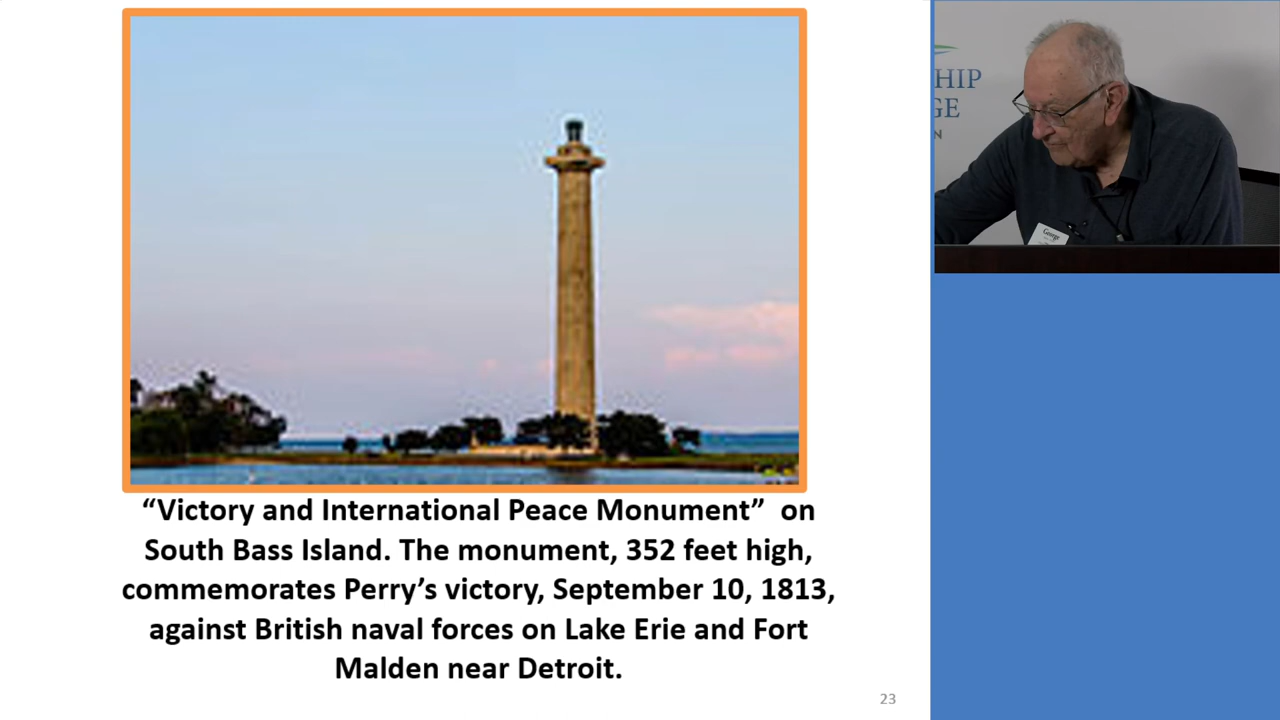 “Victory and International Peace Monument” on
South Bass Island. The monument, 352 feet high,
commemorates Perry’s victory, September 10, 1813,
against British naval forces on Lake Erie and Fort
Malden near Detroit.
23
HIP
GE
N
George